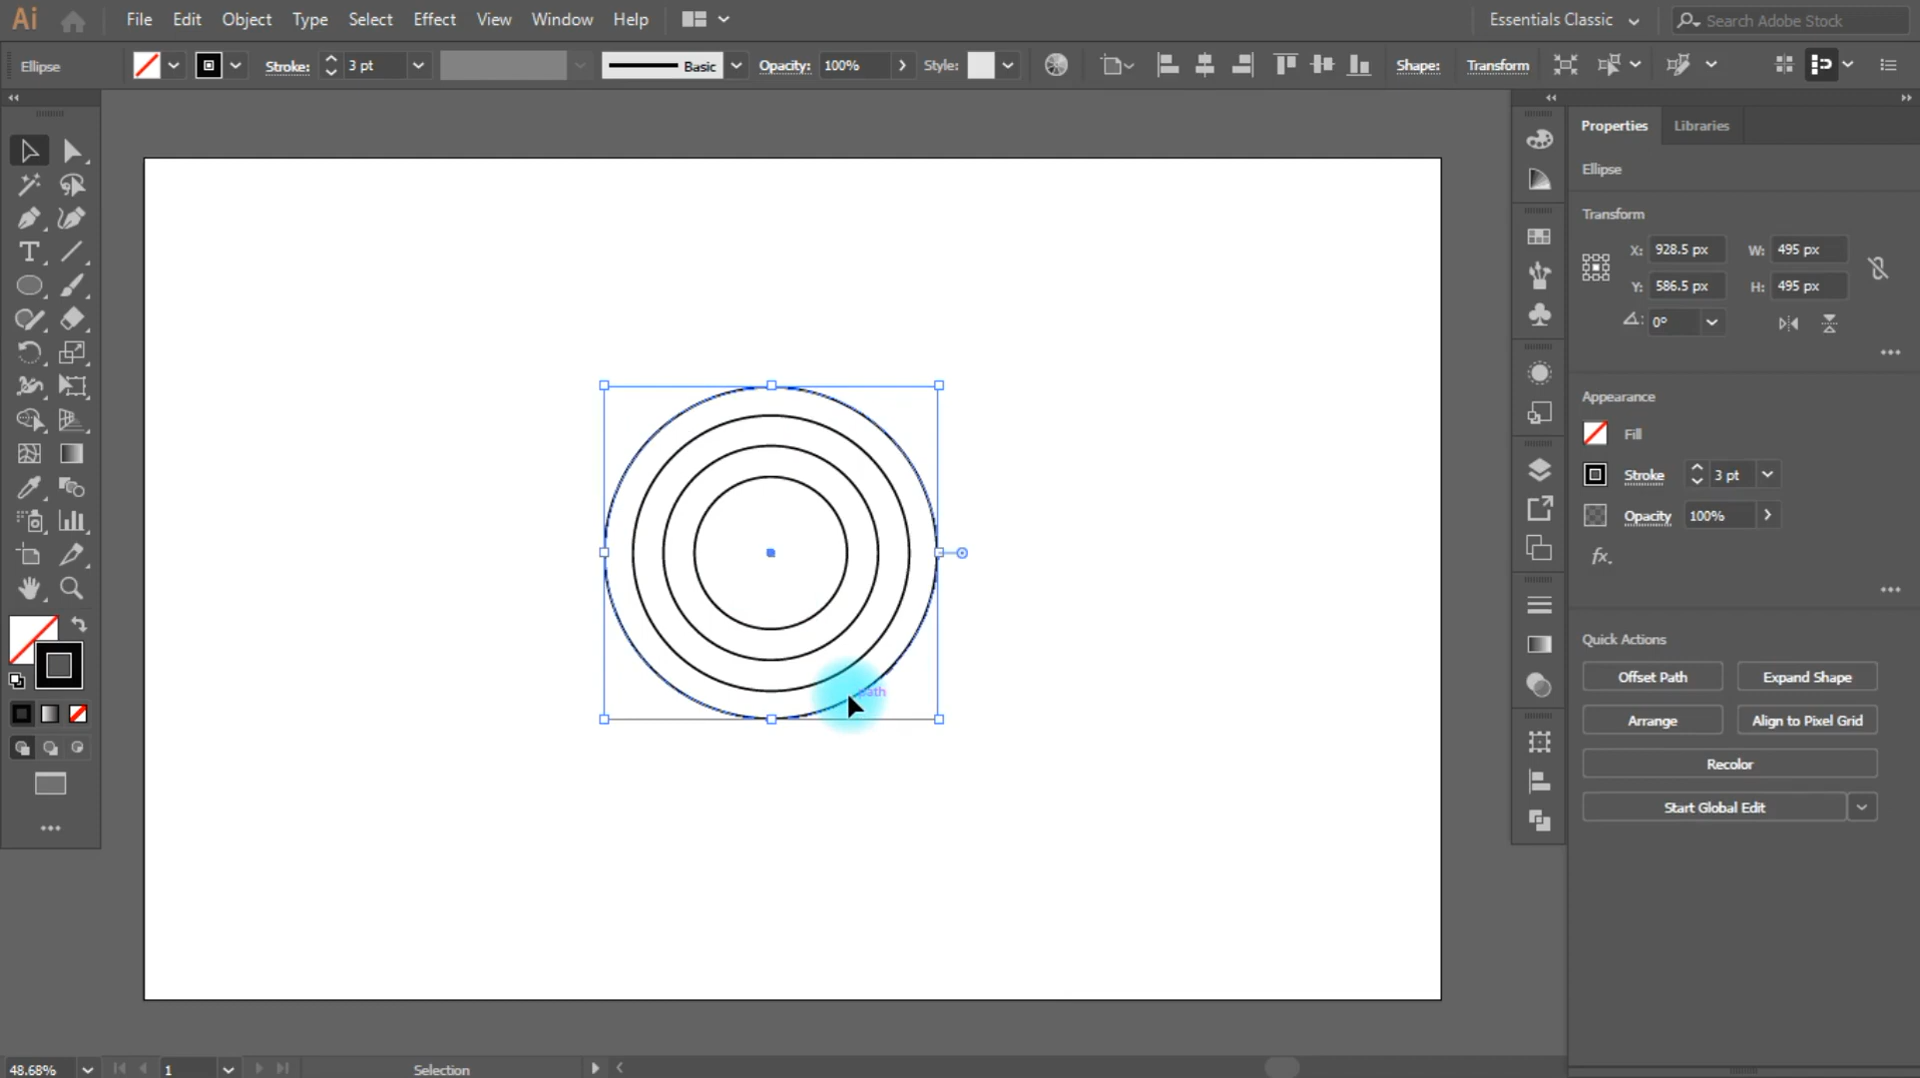 Ai File Edit Object Type Select Effect View Window Help Essentials Classic Search Adobe Stock
Ellipse Stroke: 3 pt Basic Opacity: 100% Style: Shape: Transform
Properties Libraries
Ellipse
Transform
X: 928.5 px W: 495 px
Y: 586.5 px H: 495 px
0°
Appearance
Fill
Stroke 3 pt
Opacity 100%
fx.
Quick Actions
Offset Path Expand Shape
path
Arrange Align to Pixel Grid
Recolor
Start Global Edit
48.68% 1 Selection